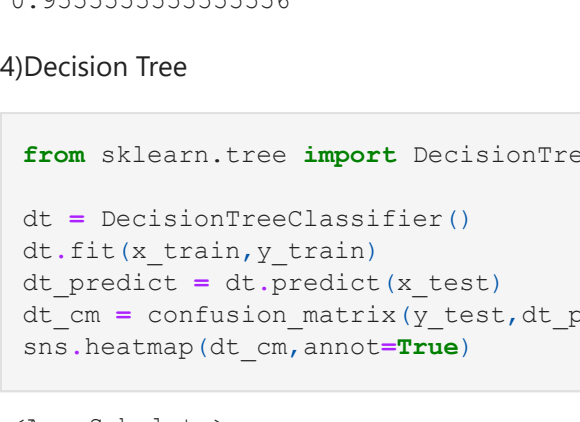 4)Decision Tree
from sklearn.tree import DecisionTre
dt = DecisionTreeClassifier()
dt.fit(x_train,y_train)
dt_predict = dt.predict(x_test)
dt_cm = confusion_matrix(y_test,dt_p
sns.heatmap(dt_cm,annot=True)